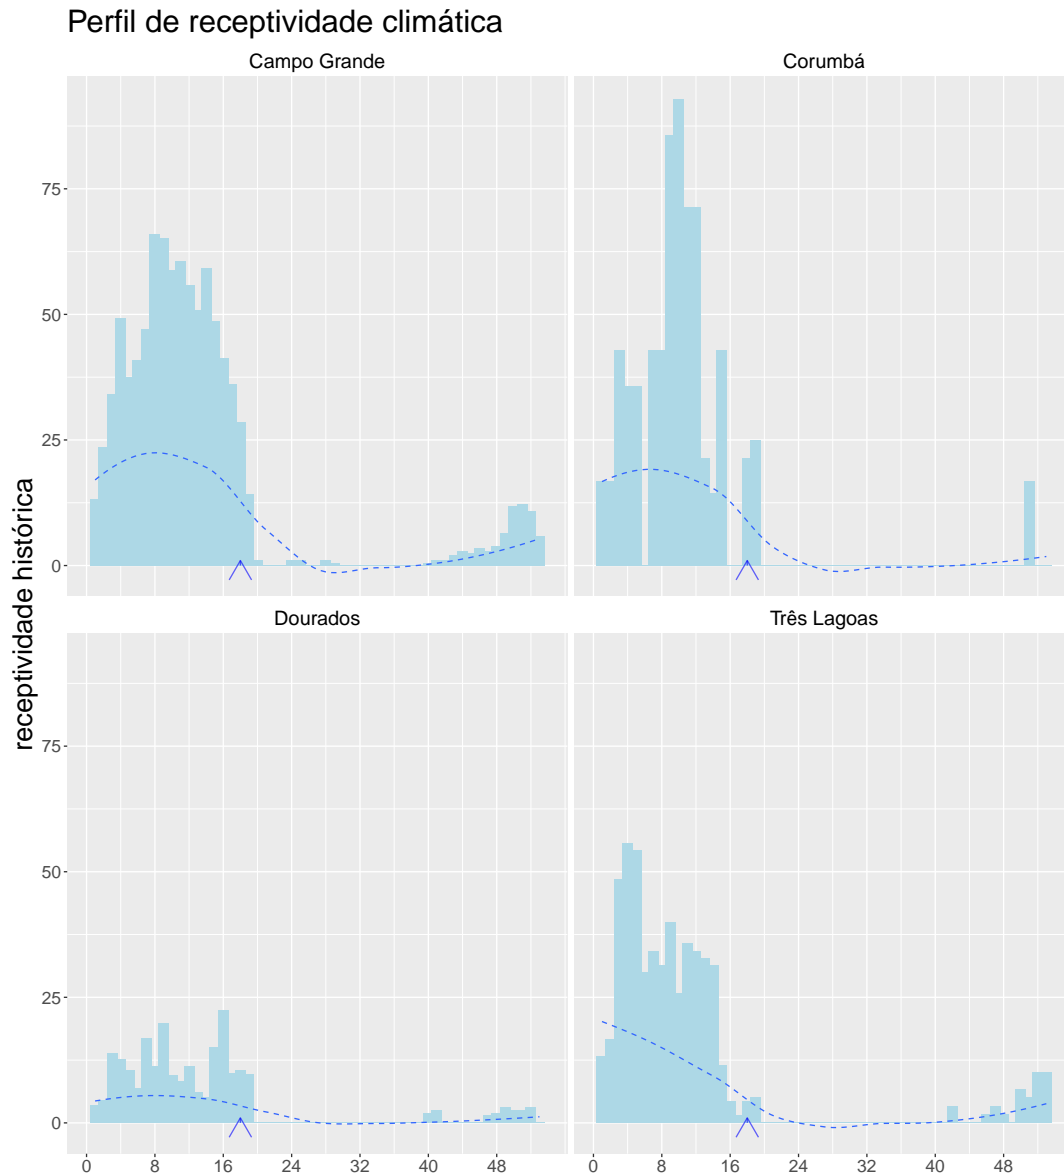 Perfil de receptividade climática
Campo Grande
Corumbá
75
50
25
0
Dourados
Três Lagoas
receptividade histórica
75
50
25
0
0 8 16 24 32 40 48
0 8 16 24 32 40 48